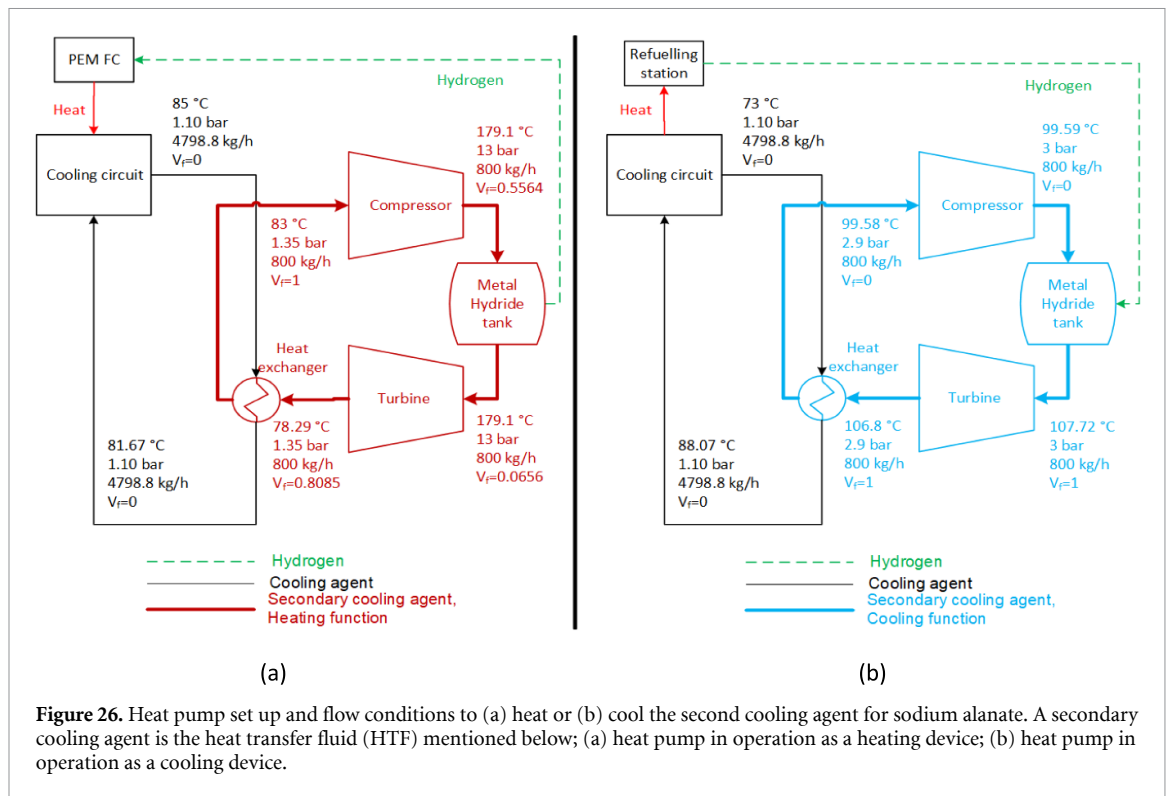 PEM FC
Hydrogen
Heat
85 °C
1.10 bar
4798.8 kg/h
Vf=0
Cooling circuit
179.1 °C
13 bar
800 kg/h
Vf=0.5564
Compressor
83 °C
1.35 bar
800 kg/h
Vf=1
Metal
Hydride
tank
Heat
exchanger
Turbine
81.67 °C
1.10 bar
4798.8 kg/h
Vf=0
78.29 °C
1.35 bar
800 kg/h
Vf=0.8085
179.1 °C
13 bar
800 kg/h
Vf=0.0656
Hydrogen
Cooling agent
Secondary cooling agent,
Heating function
(a)
Refuelling
station
Hydrogen
Heat
73 °C
1.10 bar
4798.8 kg/h
Vf=0
Cooling circuit
99.59 °C
3 bar
800 kg/h
Vf=0
Compressor
99.58 °C
2.9 bar
800 kg/h
Vf=0
Metal
Hydride
tank
Heat
exchanger
Turbine
88.07 °C
1.10 bar
4798.8 kg/h
Vf=0
106.8 °C
2.9 bar
800 kg/h
Vf=1
107.72 °C
3 bar
800 kg/h
Vf=1
Hydrogen
Cooling agent
Secondary cooling agent,
Cooling function
(b)
Figure 26. Heat pump set up and flow conditions to (a) heat or (b) cool the second cooling agent for sodium alanate. A secondary
cooling agent is the heat transfer fluid (HTF) mentioned below; (a) heat pump in operation as a heating device; (b) heat pump in
operation as a cooling device.